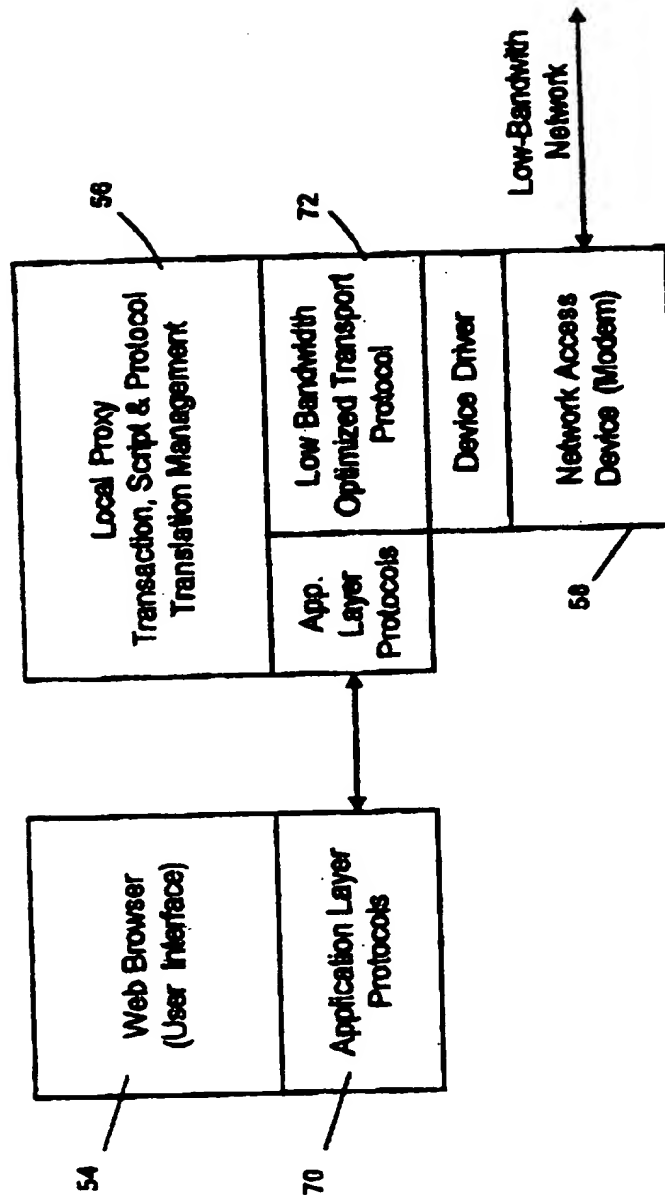 54
Web Browser
(User Interface)
70
Application Layer
Protocols
56
Local Proxy
Transaction, Script & Protocol
Translation Management
App.
Layer
Protocols
72
Low Bandwidth
Optimized Transport
Protocol
Device Driver
58
Network Access
Device (Modem)
Low-Bandwith
Network